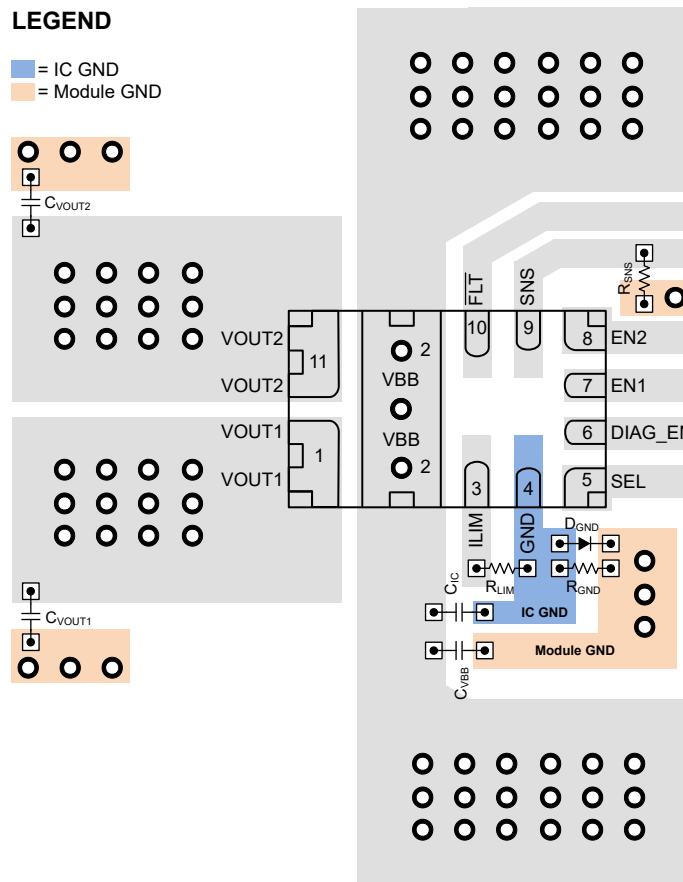 LEGEND
= IC GND
= Module GND
CVOUT2
RSNS
FLT
SNS
10
9
VOUT2
11
VOUT2
2
VBB
8
EN2
7
EN1
VOUT1
1
VOUT1
VBB
2
6
DIAG_EN
5
SEL
3
4
ILIM
GND
DGND
RLIM
RGND
CIC
IC GND
CVOUT1
Module GND
CVBB